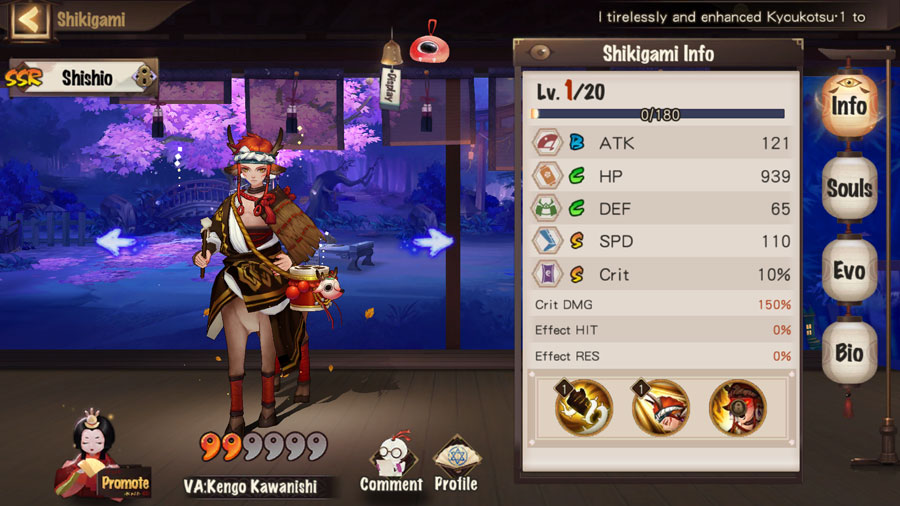 Shikigami
I tirelessly and enhanced Kyoukotsu·1 to
SSR Shishio
Display
Shikigami Info
Lv. 1/20
0/180
B ATK 121
C HP 939
C DEF 65
S SPD 110
S Crit 10%
Crit DMG 150%
Effect HIT 0%
Effect RES 0%
1 1
Info
Souls
Evo
Bio
Promote
VA:Kengo Kawanishi
Comment Profile